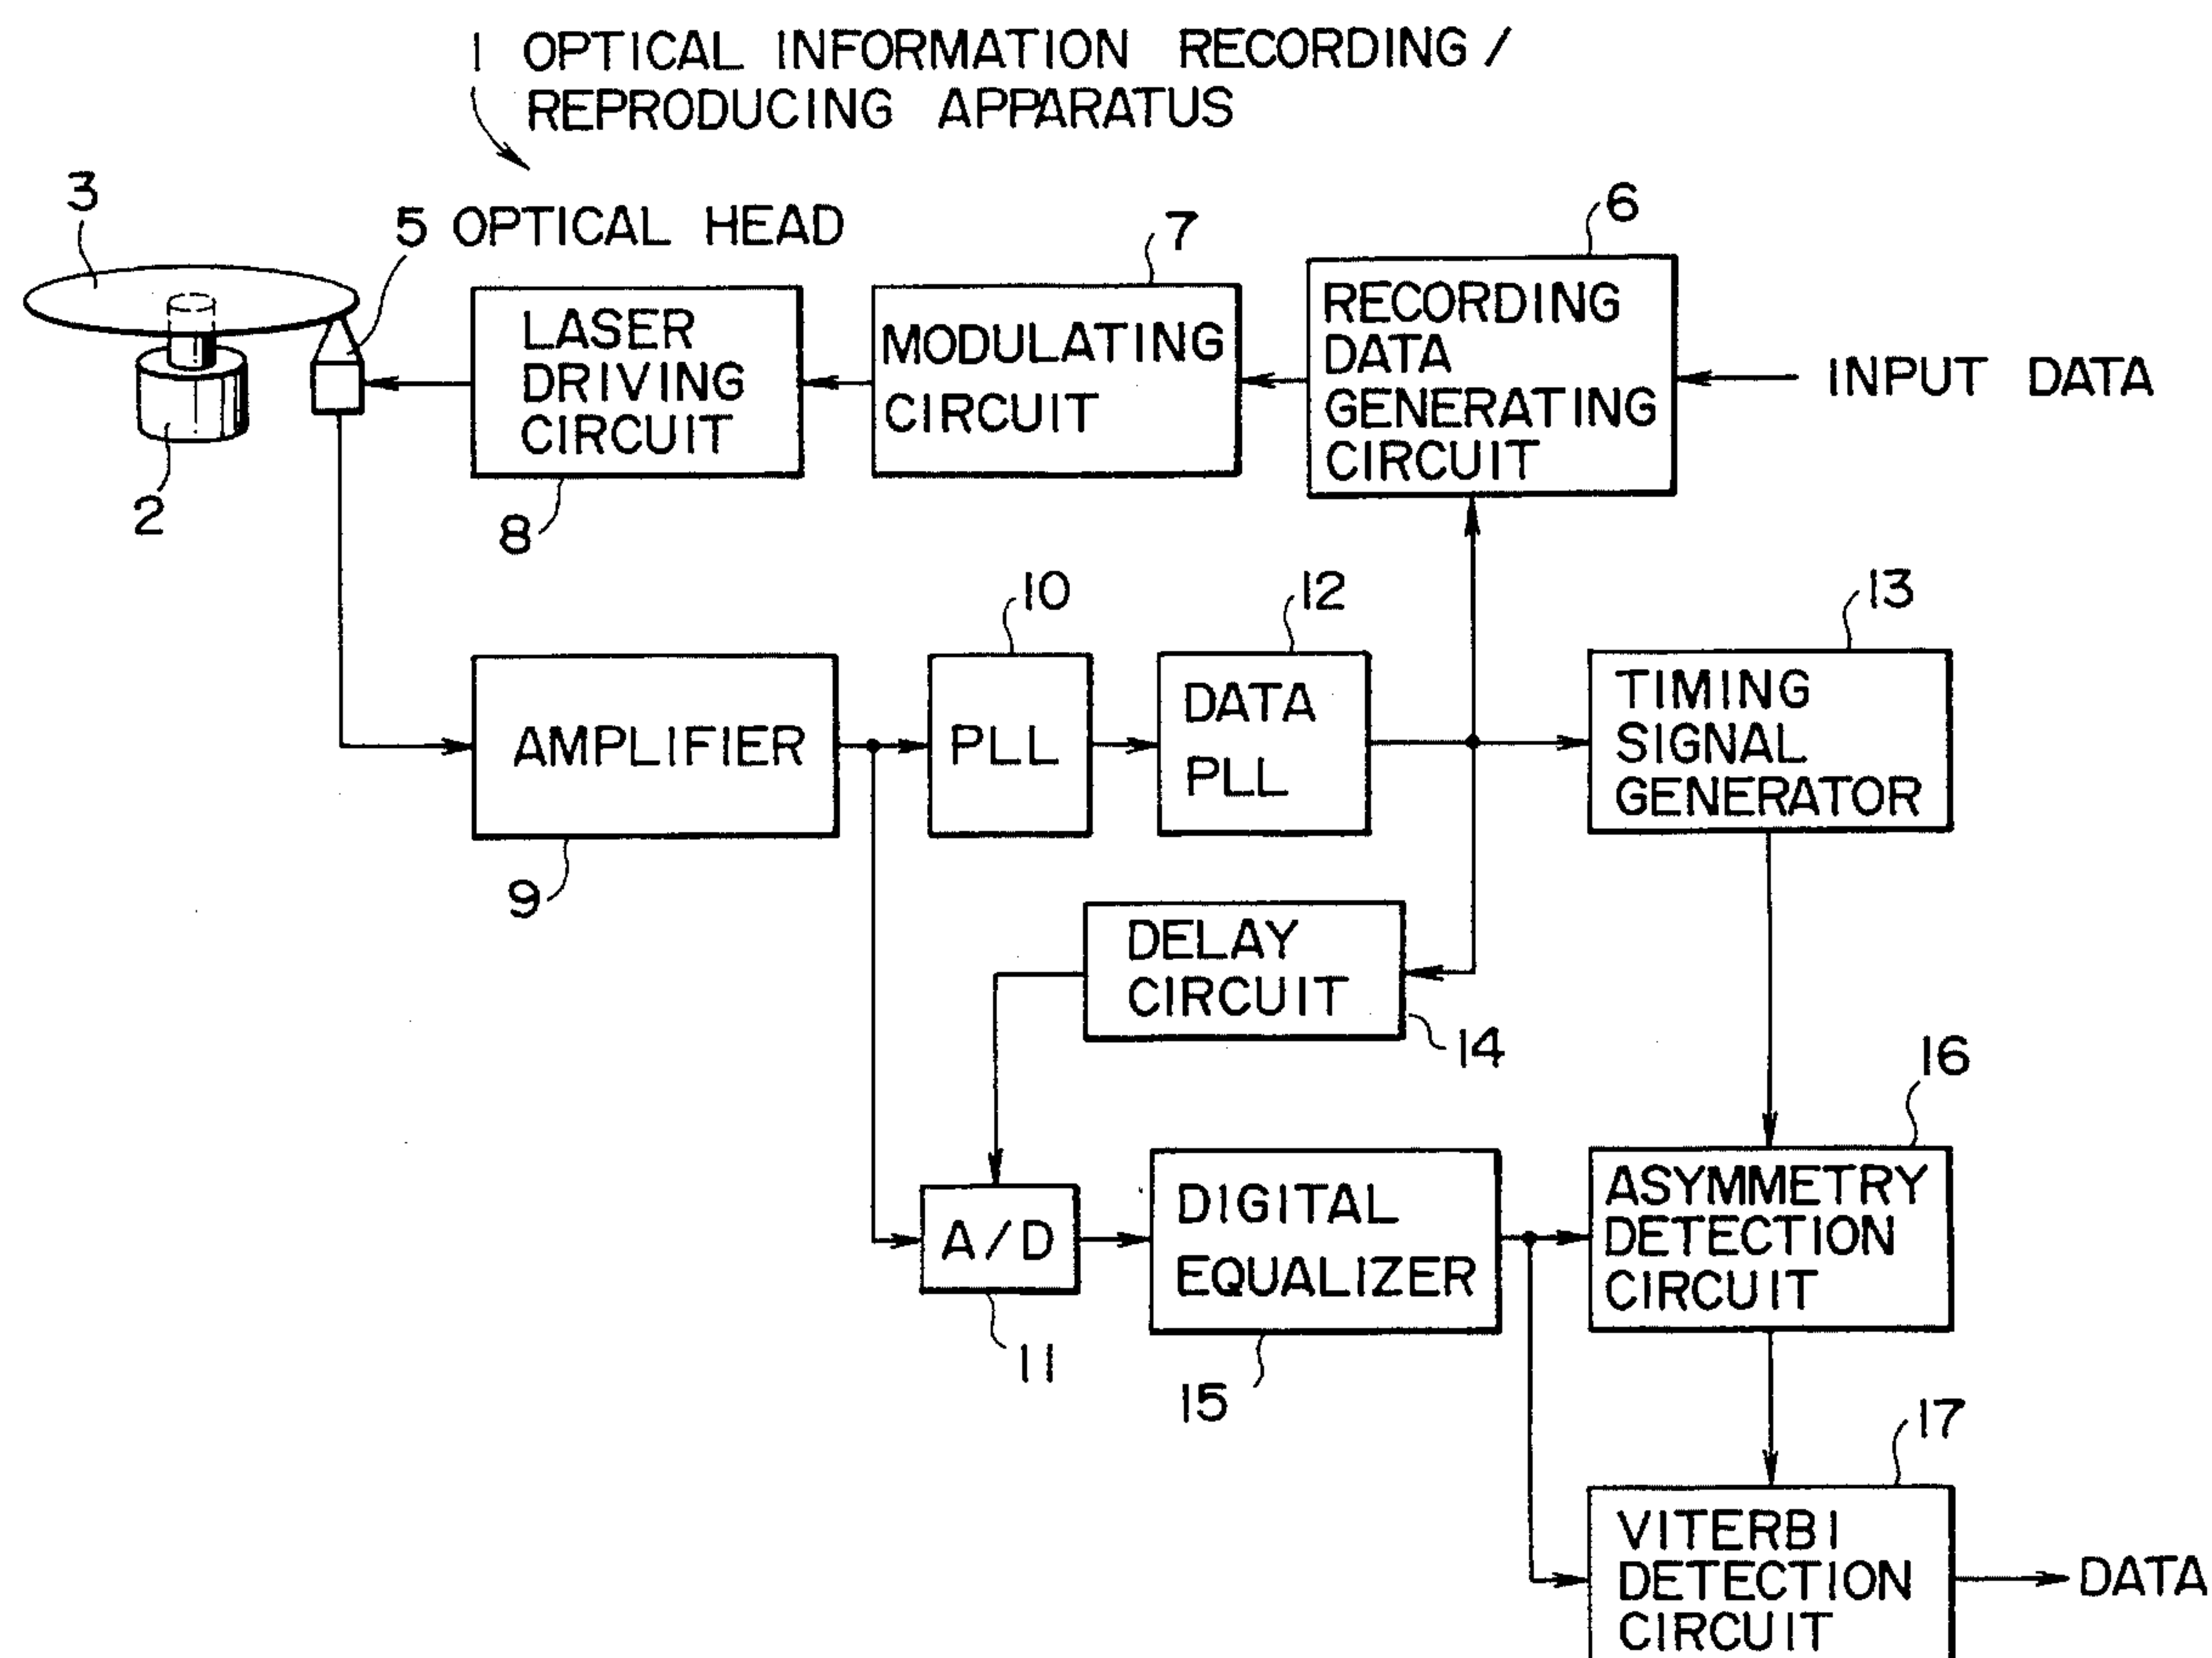 1 OPTICAL INFORMATION RECORDING /
REPRODUCING APPARATUS
3
5 OPTICAL HEAD
7
6
LASER
DRIVING
CIRCUIT
MODULATING
CIRCUIT
RECORDING
DATA
GENERATING
CIRCUIT
INPUT DATA
2
8
10
12
13
AMPLIFIER
PLL
DATA
PLL
TIMING
SIGNAL
GENERATOR
9
DELAY
CIRCUIT
14
16
A/D
DIGITAL
EQUALIZER
ASYMMETRY
DETECTION
CIRCUIT
11
15
17
VITERBI
DETECTION
CIRCUIT
DATA